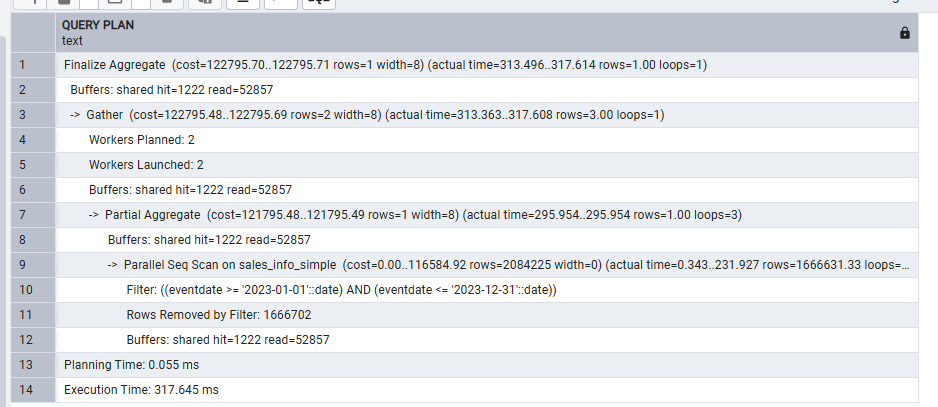 QUERY PLAN
text
1 Finalize Aggregate (cost=122795.70..122795.71 rows=1 width=8) (actual time=313.496..317.614 rows=1.00 loops=1)
2 Buffers: shared hit=1222 read=52857
3 -> Gather (cost=122795.48..122795.69 rows=2 width=8) (actual time=313.363..317.608 rows=3.00 loops=1)
4 Workers Planned: 2
5 Workers Launched: 2
6 Buffers: shared hit=1222 read=52857
7 -> Partial Aggregate (cost=121795.48..121795.49 rows=1 width=8) (actual time=295.954..295.954 rows=1.00 loops=3)
8 Buffers: shared hit=1222 read=52857
9 -> Parallel Seq Scan on sales_info_simple (cost=0.00..116584.92 rows=2084225 width=0) (actual time=0.343..231.927 rows=1666631.33 loops=...
10 Filter: ((eventdate >= '2023-01-01'::date) AND (eventdate <= '2023-12-31'::date))
11 Rows Removed by Filter: 1666702
12 Buffers: shared hit=1222 read=52857
13 Planning Time: 0.055 ms
14 Execution Time: 317.645 ms